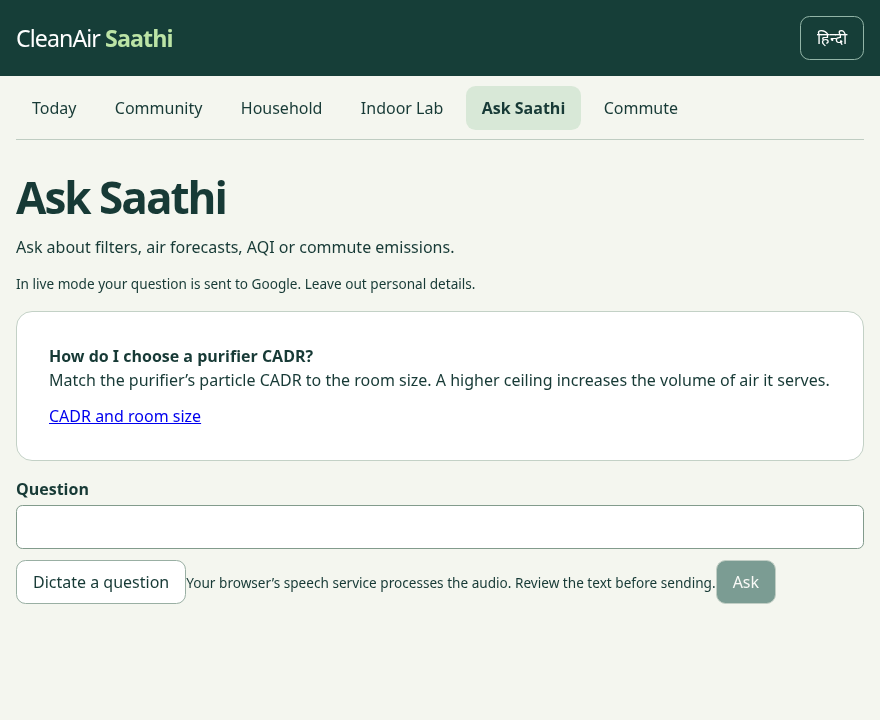 CleanAir Saathi
हिन्दी
Today Community Household Indoor Lab Ask Saathi Commute
Ask Saathi
Ask about filters, air forecasts, AQI or commute emissions.
In live mode your question is sent to Google. Leave out personal details.
How do I choose a purifier CADR?
Match the purifier’s particle CADR to the room size. A higher ceiling increases the volume of air it serves.
CADR and room size
Question
Dictate a question Your browser’s speech service processes the audio. Review the text before sending. Ask